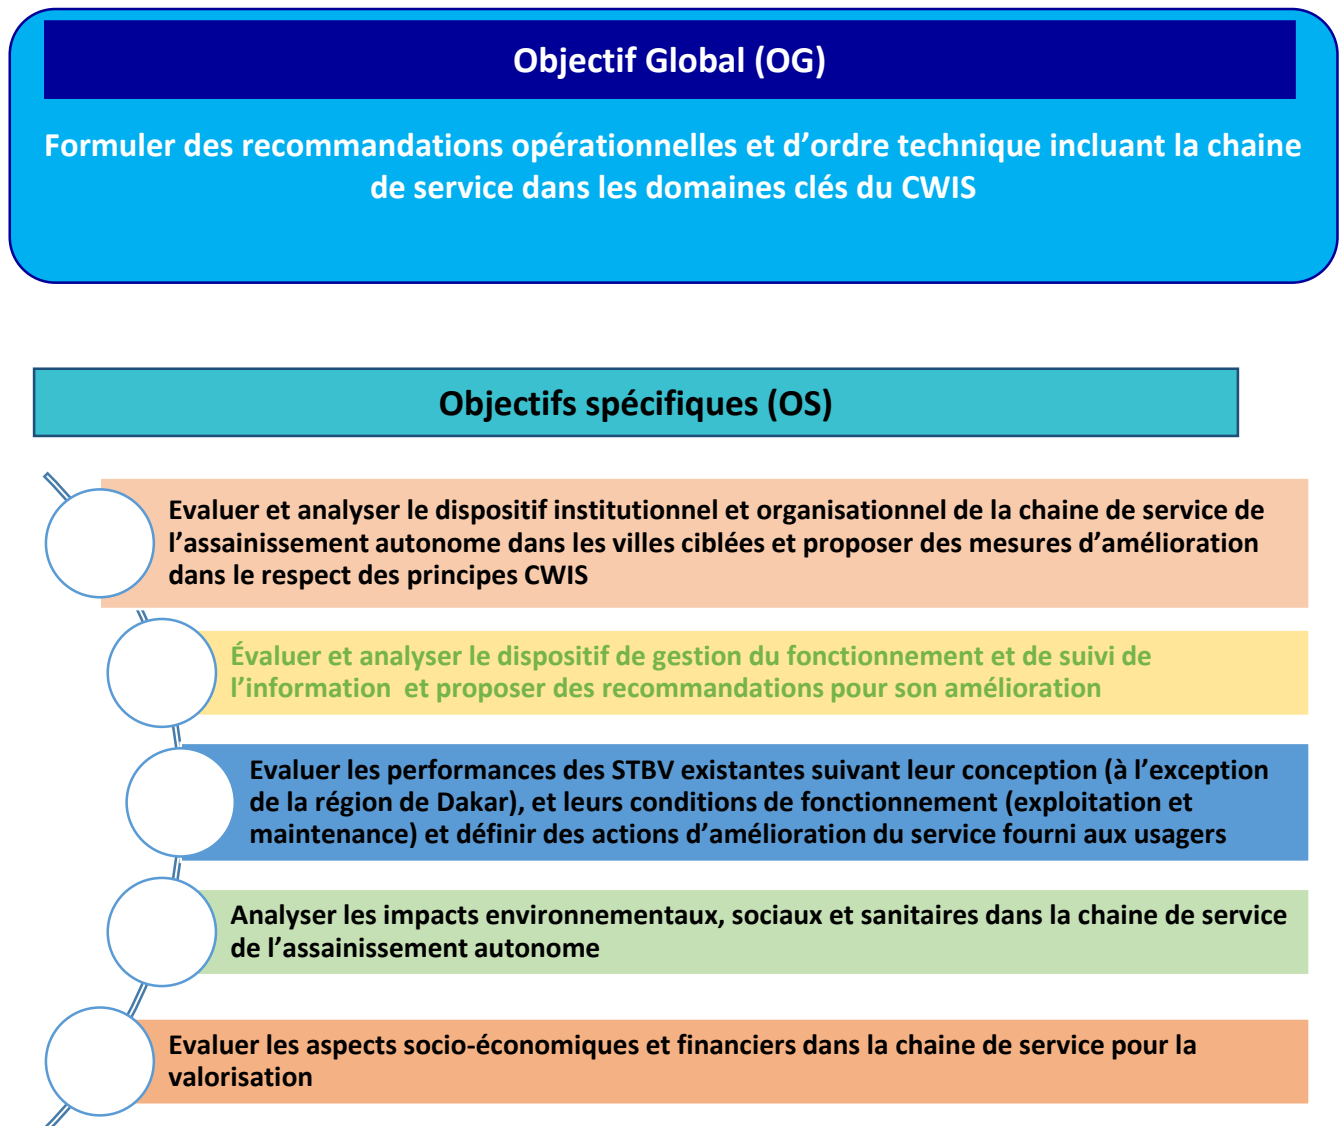 Objectif Global (OG)
Formuler des recommandations opérationnelles et d’ordre technique incluant la chaine
de service dans les domaines clés du CWIS
Objectifs spécifiques (OS)
Evaluer et analyser le dispositif institutionnel et organisationnel de la chaine de service de
l’assainissement autonome dans les villes ciblées et proposer des mesures d’amélioration
dans le respect des principes CWIS
Évaluer et analyser le dispositif de gestion du fonctionnement et de suivi de
l’information et proposer des recommandations pour son amélioration
Evaluer les performances des STBV existantes suivant leur conception (à l’exception
de la région de Dakar), et leurs conditions de fonctionnement (exploitation et
maintenance) et définir des actions d’amélioration du service fourni aux usagers
Analyser les impacts environnementaux, sociaux et sanitaires dans la chaine de service
de l’assainissement autonome
Evaluer les aspects socio-économiques et financiers dans la chaine de service pour la
valorisation